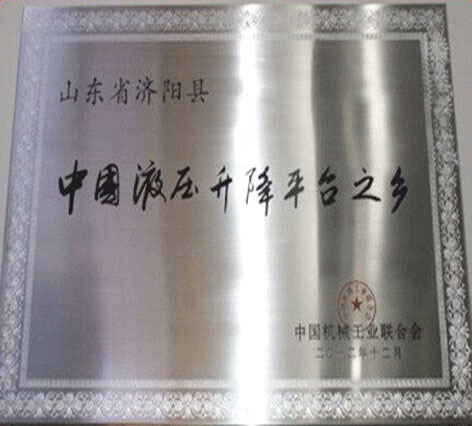 山东省济阳县
中国液压升降平台之乡
中国机械工业联合会
二〇一二年十二月